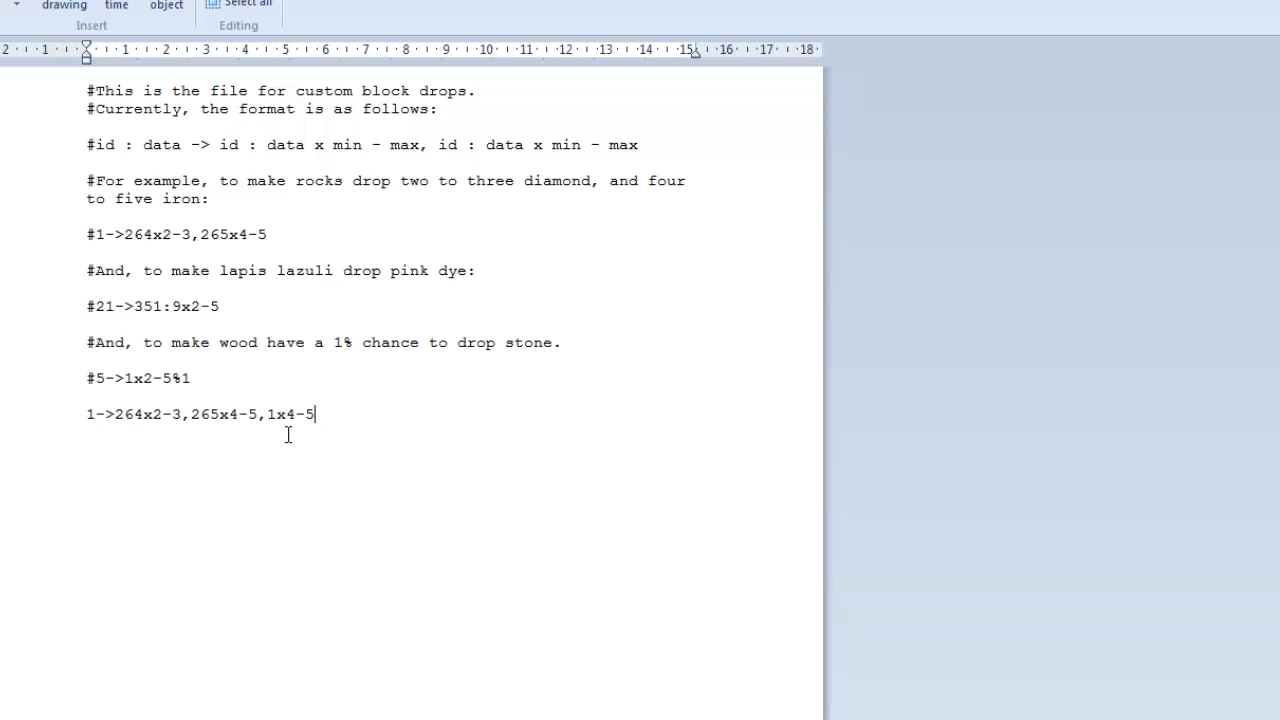 drawing time object Select all
Insert Editing
2 1 1 2 3 4 5 6 7 8 9 10 11 12 13 14 15 16 17 18
#This is the file for custom block drops.
#Currently, the format is as follows:
#id : data -> id : data x min - max, id : data x min - max
#For example, to make rocks drop two to three diamond, and four
to five iron:
#1->264x2-3,265x4-5
#And, to make lapis lazuli drop pink dye:
#21->351:9x2-5
#And, to make wood have a 1% chance to drop stone.
#5->1x2-5%1
1->264x2-3,265x4-5,1x4-5